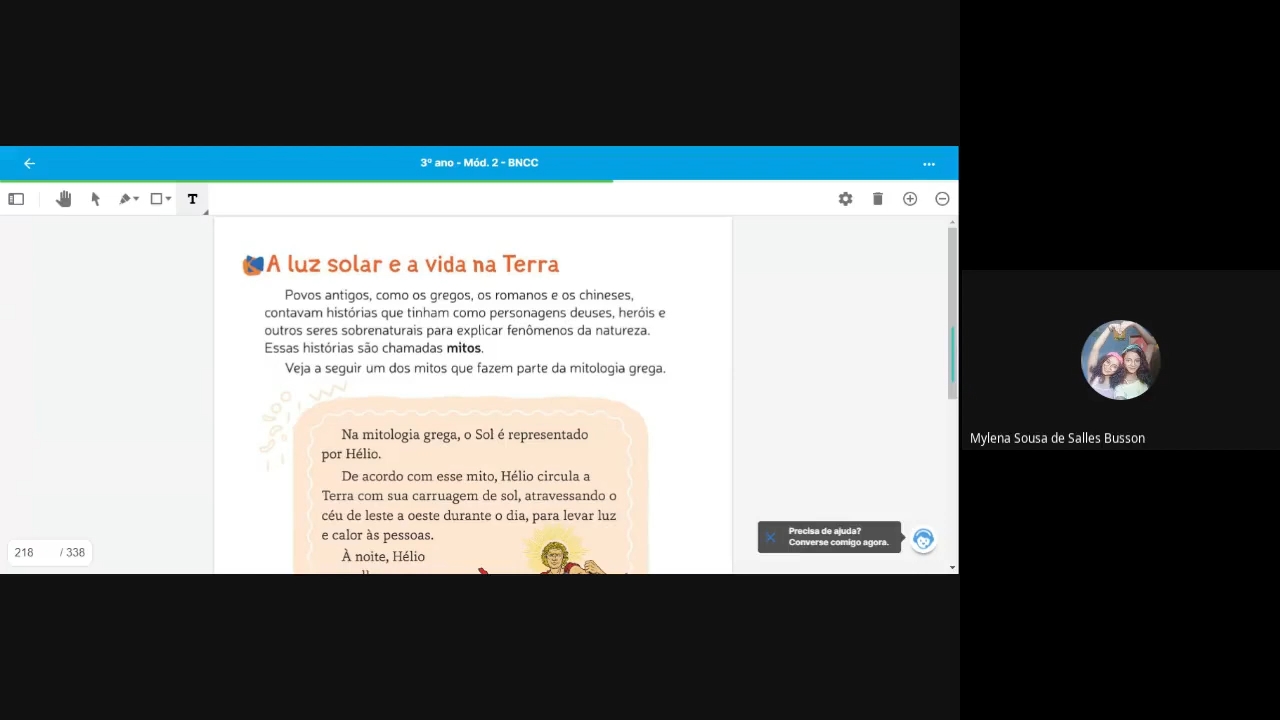 3º ano - Mód. 2 - BNCC
T
A luz solar e a vida na Terra
Povos antigos, como os gregos, os romanos e os chineses,
contavam histórias que tinham como personagens deuses, heróis e
outros seres sobrenaturais para explicar fenômenos da natureza.
Essas histórias são chamadas mitos.
Veja a seguir um dos mitos que fazem parte da mitologia grega.
Na mitologia grega, o Sol é representado
por Hélio.
De acordo com esse mito, Hélio circula a
Terra com sua carruagem de sol, atravessando o
céu de leste a oeste durante o dia, para levar luz
e calor às pessoas.
À noite, Hélio
Precisa de ajuda?
Converse comigo agora.
218 / 338
Mylena Sousa de Salles Busson